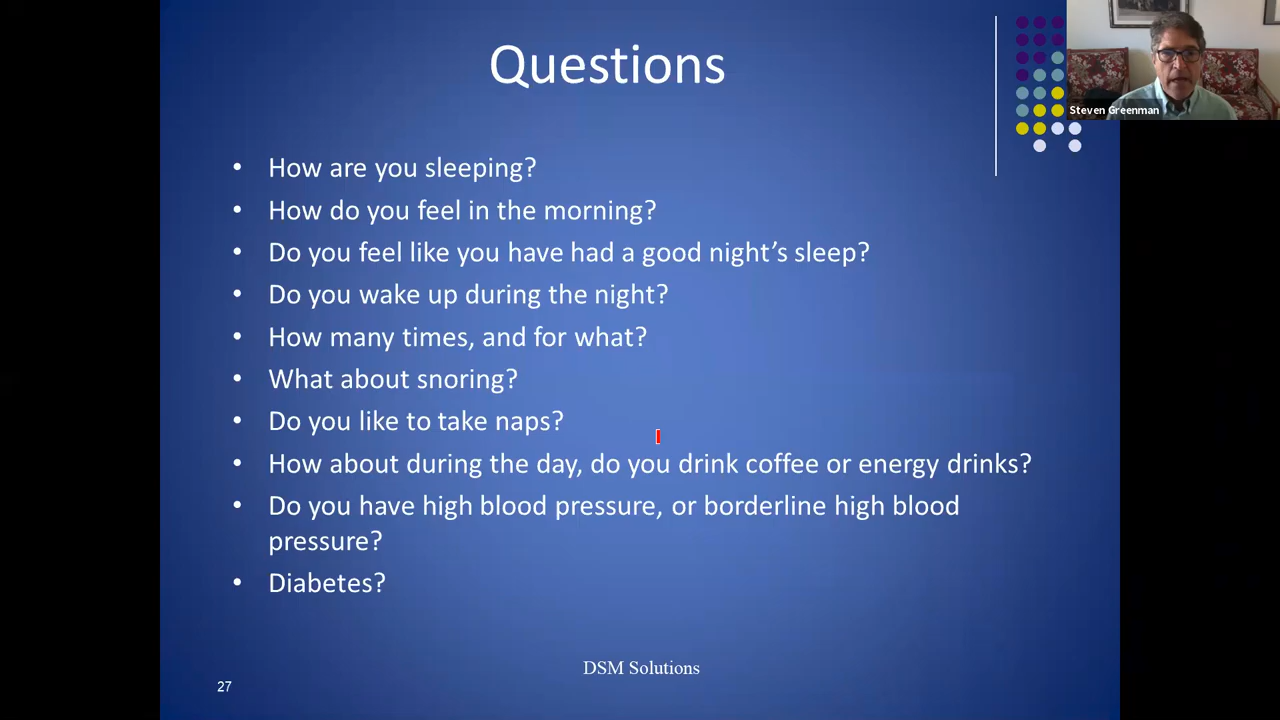 Questions
Steven Greenman
• How are you sleeping?
• How do you feel in the morning?
• Do you feel like you have had a good night’s sleep?
• Do you wake up during the night?
• How many times, and for what?
• What about snoring?
• Do you like to take naps?
• How about during the day, do you drink coffee or energy drinks?
• Do you have high blood pressure, or borderline high blood
pressure?
• Diabetes?
DSM Solutions
27